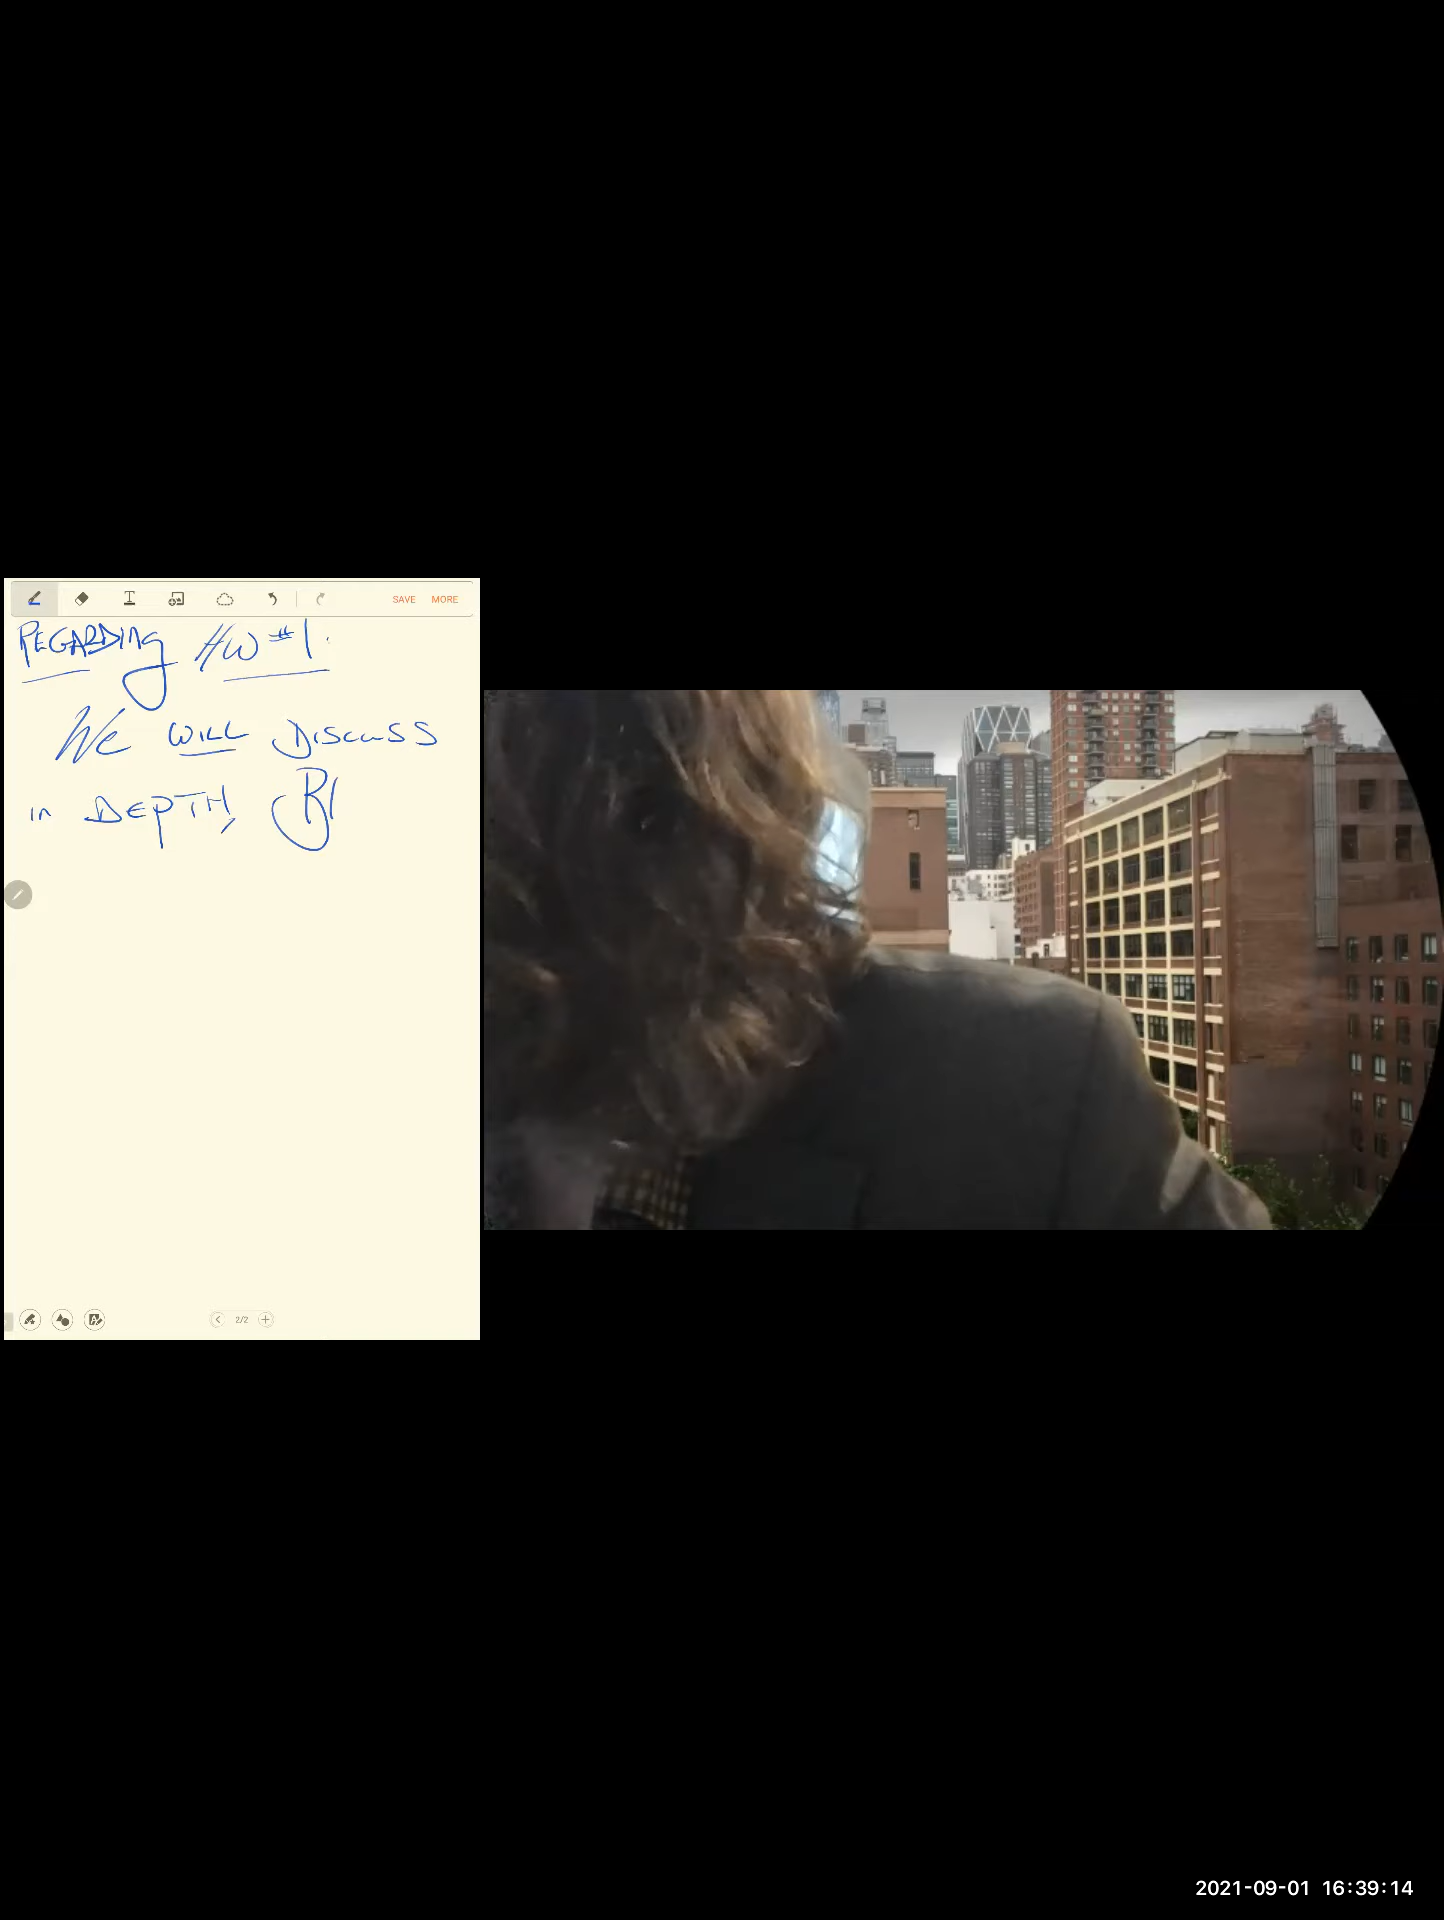 SAVE MORE
REGARDING HW #1.
We WILL DISCUSS
in DEPTH,
2/2
2021-09-01 16:39:14